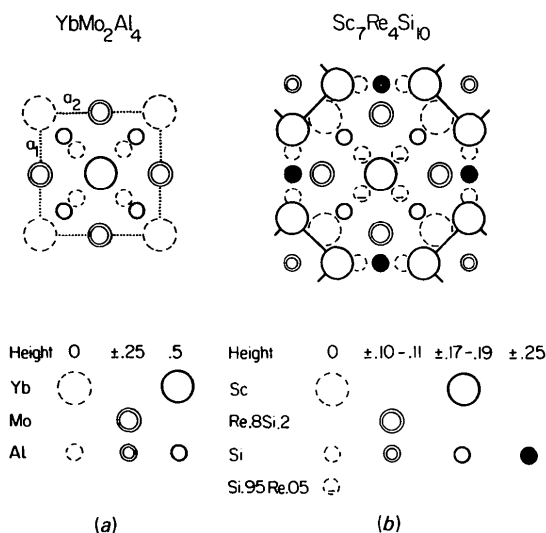 YbMo₂Al₄
Sc₇Re₄Si₁₀
a₂
a₁
Height 0 ±.25 .5
Yb
Mo
Al
Height 0 ±.10-.11 ±.17-.19 ±.25
Sc
Re.8Si.2
Si
Si.95Re.05
(a)
(b)